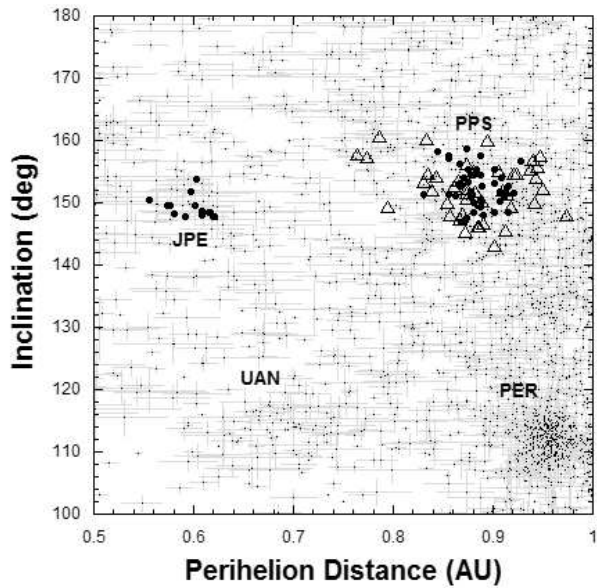 180
170
160
150
140
130
120
110
100
Inclination (deg)
PPS
JPE
UAN
PER
0.5
0.6
0.7
0.8
0.9
1
Perihelion Distance (AU)